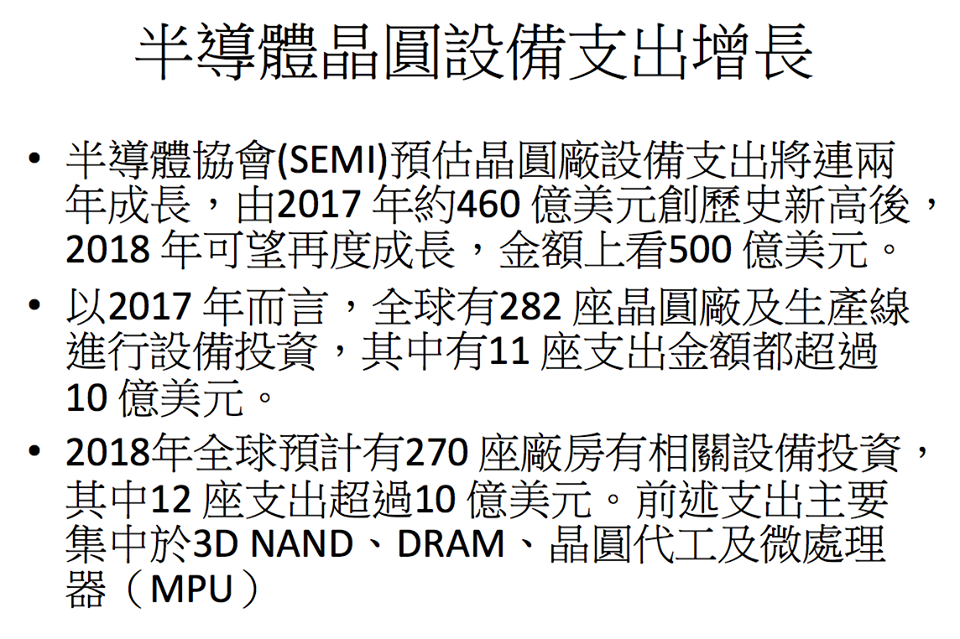 半導體晶圓設備支出增長
• 半導體協會(SEMI)預估晶圓廠設備支出將連兩
年成長，由2017 年約460 億美元創歷史新高後，
2018 年可望再度成長，金額上看500 億美元。
• 以2017 年而言，全球有282 座晶圓廠及生產線
進行設備投資，其中有11 座支出金額都超過
10 億美元。
• 2018年全球預計有270 座廠房有相關設備投資，
其中12 座支出超過10 億美元。前述支出主要
集中於3D NAND、DRAM、晶圓代工及微處理
器（MPU）